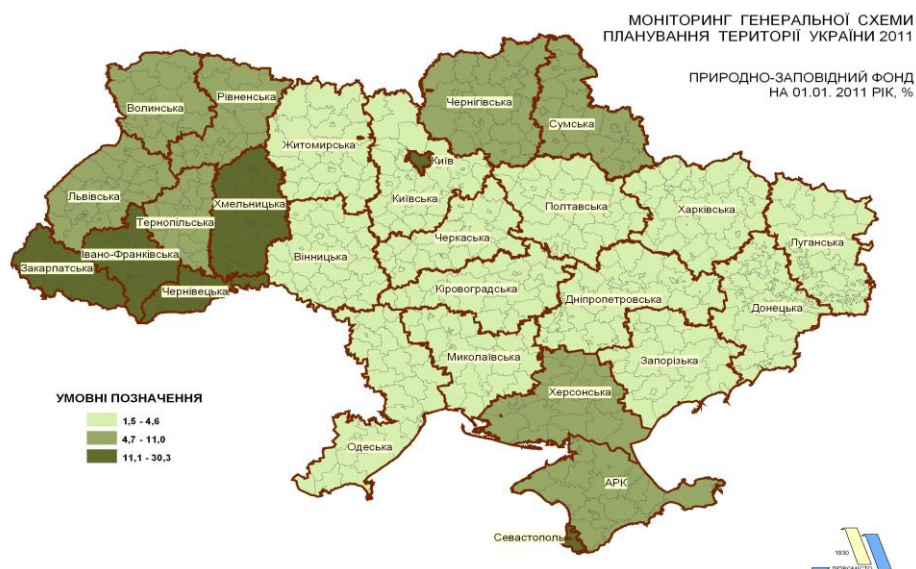 МОНІТОРИНГ ГЕНЕРАЛЬНОЇ СХЕМИ
ПЛАНУВАННЯ ТЕРИТОРІЇ УКРАЇНИ 2011
ПРИРОДНО-ЗАПОВІДНИЙ ФОНД
НА 01.01. 2011 РІК, %
Волинська
Рівненська
Чернігівська
Сумська
Житомирська
Київ
Львівська
Хмельницька
Київська
Полтавська
Харківська
Тернопільська
Черкаська
Луганська
Івано-Франківська
Вінницька
Закарпатська
Чернівецька
Кіровоградська
Дніпропетровська
Донецька
Миколаївська
Запорізька
Херсонська
Одеська
АРК
Севастополь
УМОВНІ ПОЗНАЧЕННЯ
1,5 - 4,6
4,7 - 11,0
11,1 - 30,3
1930